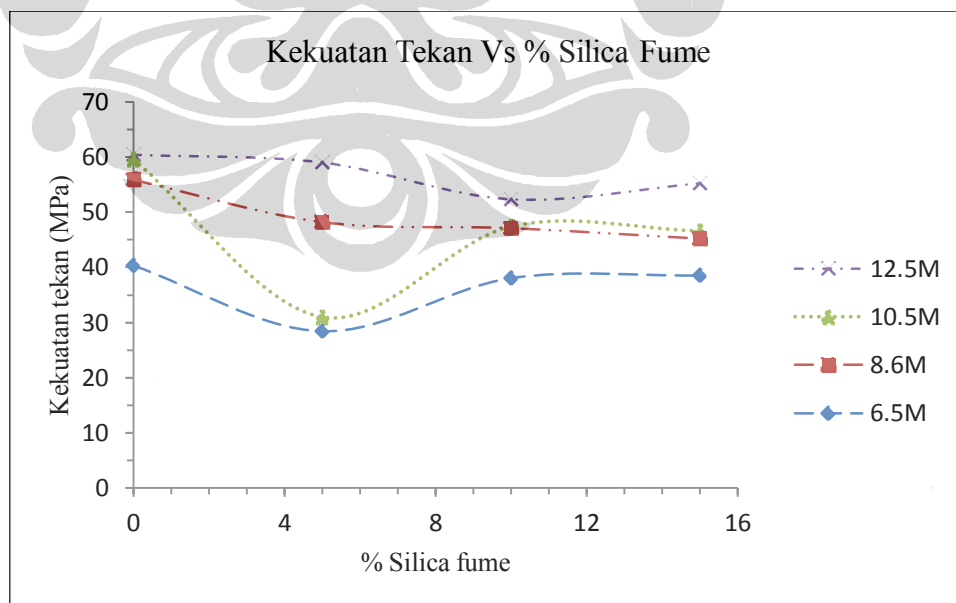 Kekuatan Tekan Vs % Silica Fume
Kekuatan tekan (MPa)
70
60
50
40
30
20
10
0
0 4 8 12 16
% Silica fume
12.5M
10.5M
8.6M
6.5M